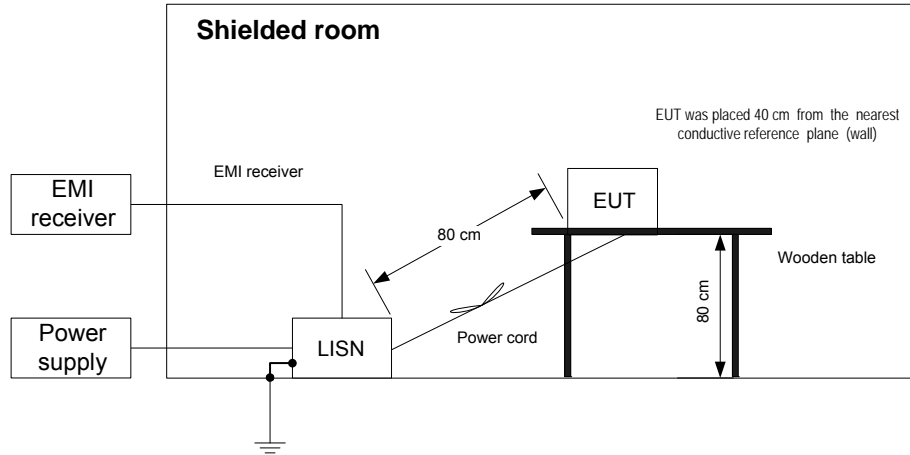 Shielded room
EUT was placed 40 cm from the nearest
conductive reference plane (wall)
EMI receiver
EMI
receiver
EUT
80 cm
Wooden table
80 cm
Power cord
Power
supply
LISN